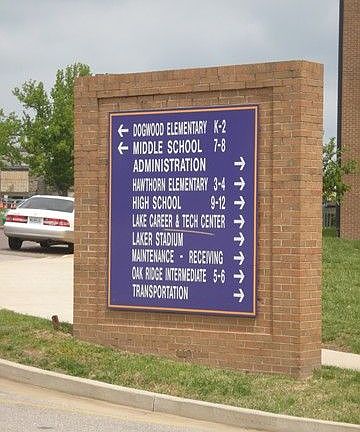 ← DOGWOOD ELEMENTARY K-2
← MIDDLE SCHOOL 7-8
ADMINISTRATION →
HAWTHORN ELEMENTARY 3-4 →
HIGH SCHOOL 9-12 →
LAKE CAREER & TECH CENTER →
LAKER STADIUM →
MAINTENANCE - RECEIVING →
OAK RIDGE INTERMEDIATE 5-6 →
TRANSPORTATION →